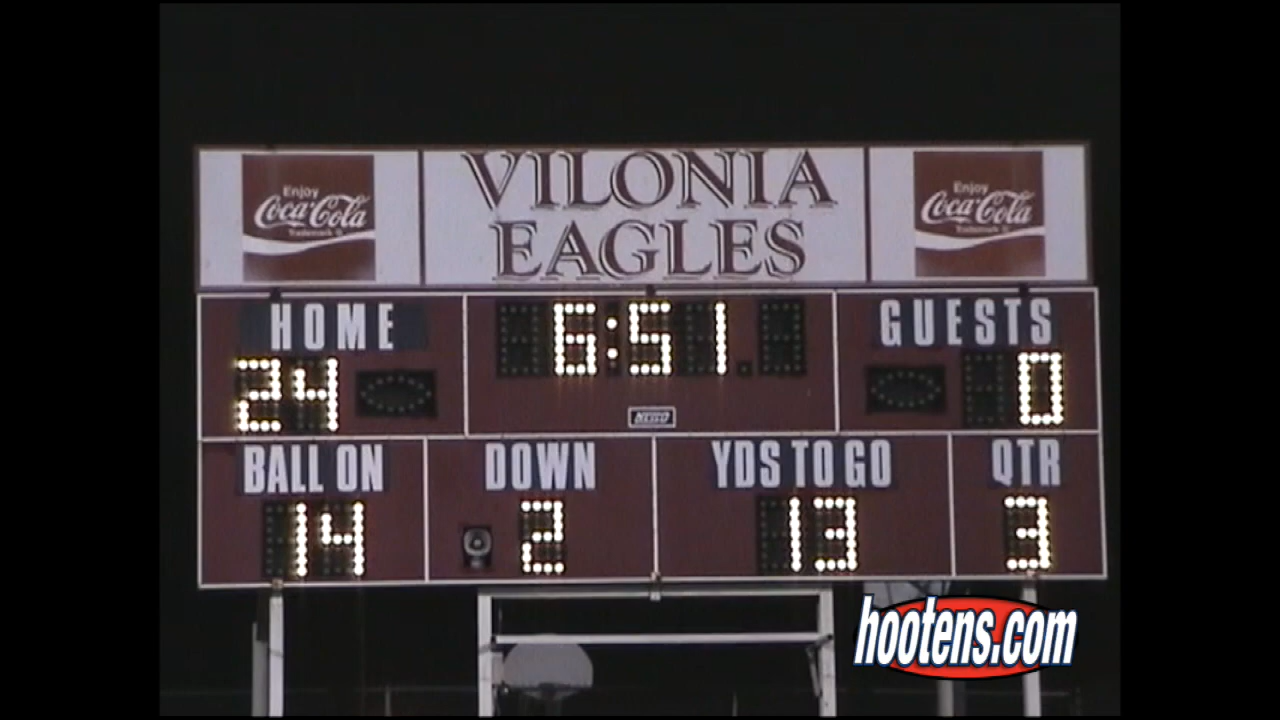 Enjoy
Coca-Cola
Trademark ®
VILONIA
EAGLES
Enjoy
Coca-Cola
Trademark ®
HOME
24
6:51
GUESTS
0
BALL ON
14
DOWN
2
YDS TO GO
13
QTR
3
hootens.com